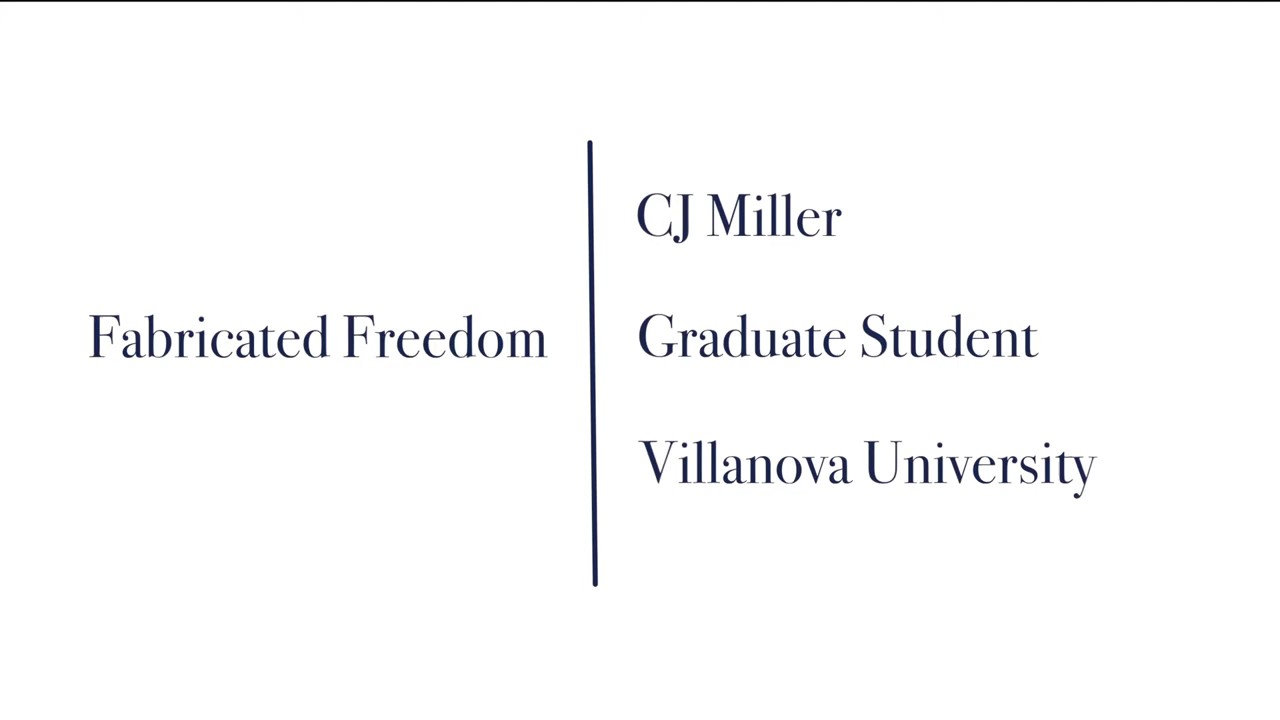 Fabricated Freedom
CJ Miller
Graduate Student
Villanova University